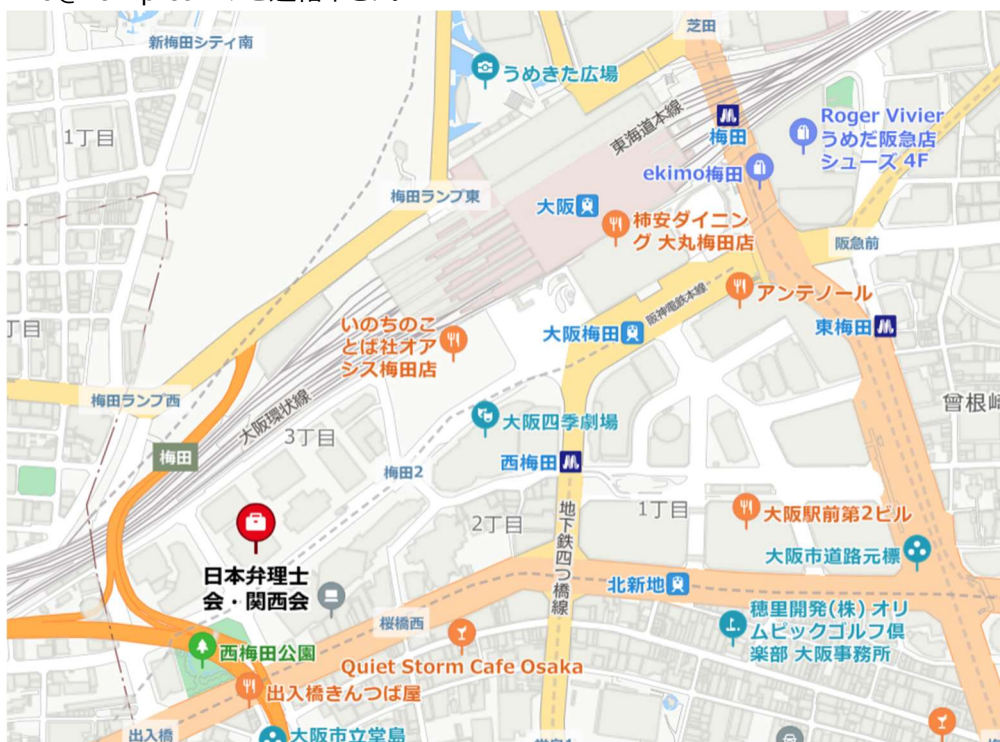 新梅田シティ南
芝田
うめきた広場
1丁目
東海道本線
梅田
Roger Vivier
うめだ阪急店
シューズ 4F
ekimo梅田
梅田ランプ東
大阪
柿安ダイニン
グ 大丸梅田店
阪急前
阪神電鉄本線
アンテノール
丁目
いのちのこ
とば社オア
シス梅田店
大阪梅田
東梅田
梅田ランプ西
大阪環状線
3丁目
大阪四季劇場
曾根崎
梅田
梅田2
西梅田
2丁目
地下鉄四つ橋線
1丁目
大阪駅前第2ビル
大阪市道路元標
日本弁理士
会・関西会
北新地
穂里開発(株) オリ
ムピックゴルフ倶
楽部 大阪事務所
桜橋西
西梅田公園
Quiet Storm Cafe Osaka
出入橋きんつば屋
出入橋
大阪市立堂島